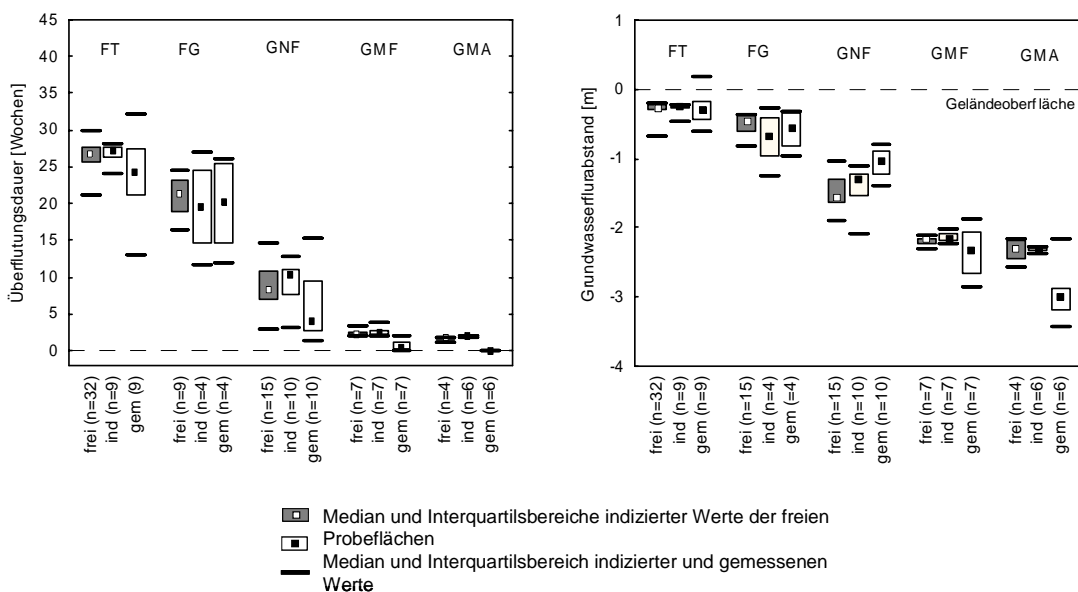 45
40
35
30
25
20
15
10
5
0
Überflutungsdauer [Wochen]
FT FG GNF GMF GMA
frei (n=32)
ind (n=9)
gem (9)
frei (n=9)
ind (n=4)
gem (n=4)
frei (n=15)
ind (n=10)
gem (n=10)
frei (n=7)
ind (n=7)
gem (n=7)
frei (n=4)
ind (n=6)
gem (n=6)
1
0
-1
-2
-3
-4
Grundwasserflurabstand [m]
FT FG GNF GMF GMA
Geländeoberfläche
frei (n=32)
ind (n=9)
gem (n=9)
frei (n=15)
ind (n=4)
gem (=4)
frei (n=15)
ind (n=10)
gem (n=10)
frei (n=7)
ind (n=7)
gem (n=7)
frei (n=4)
ind (n=6)
gem (n=6)
Median und Interquartilsbereiche indizierter Werte der freien
Probeflächen
Median und Interquartilsbereich indizierter und gemessenen
Werte